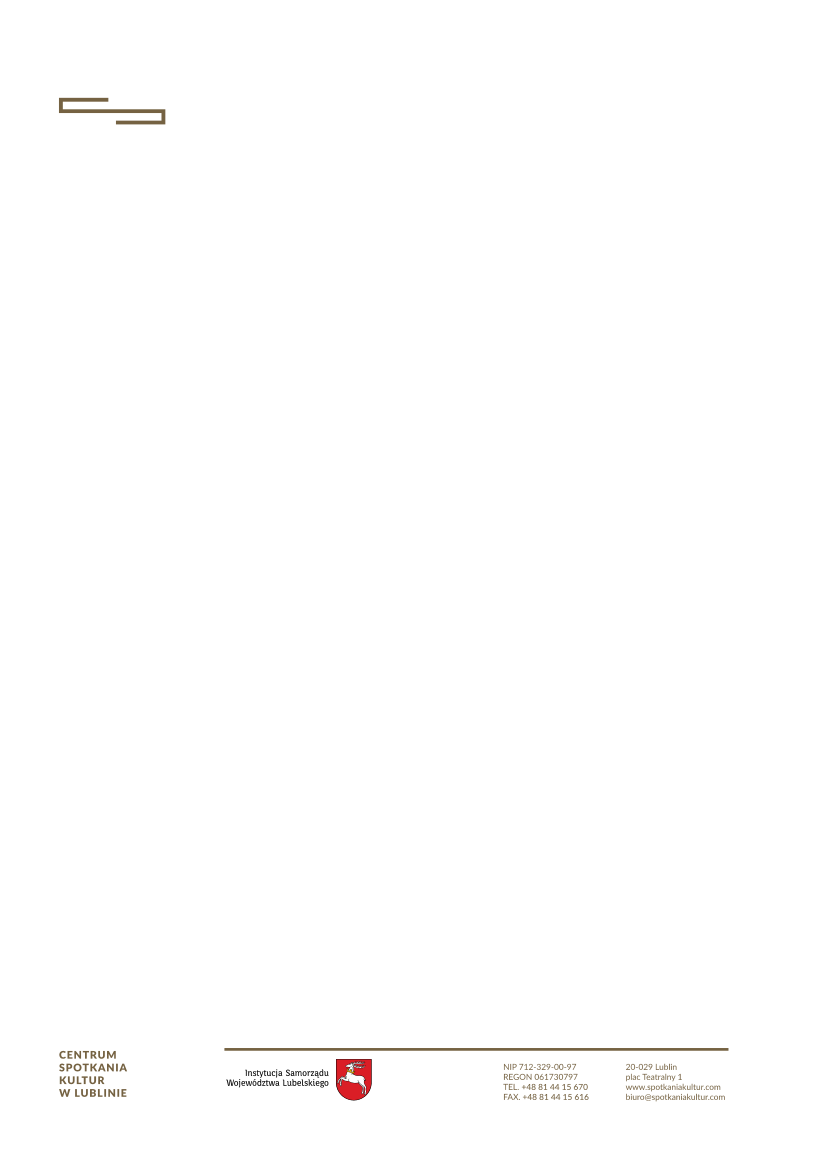 CENTRUM
SPOTKANIA
KULTUR
W LUBLINIE
Instytucja Samorządu
Województwa Lubelskiego
NIP 712-329-00-97
REGON 061730797
TEL. +48 81 44 15 670
FAX. +48 81 44 15 616
20-029 Lublin
plac Teatralny 1
www.spotkaniakultur.com
biuro@spotkaniakultur.com